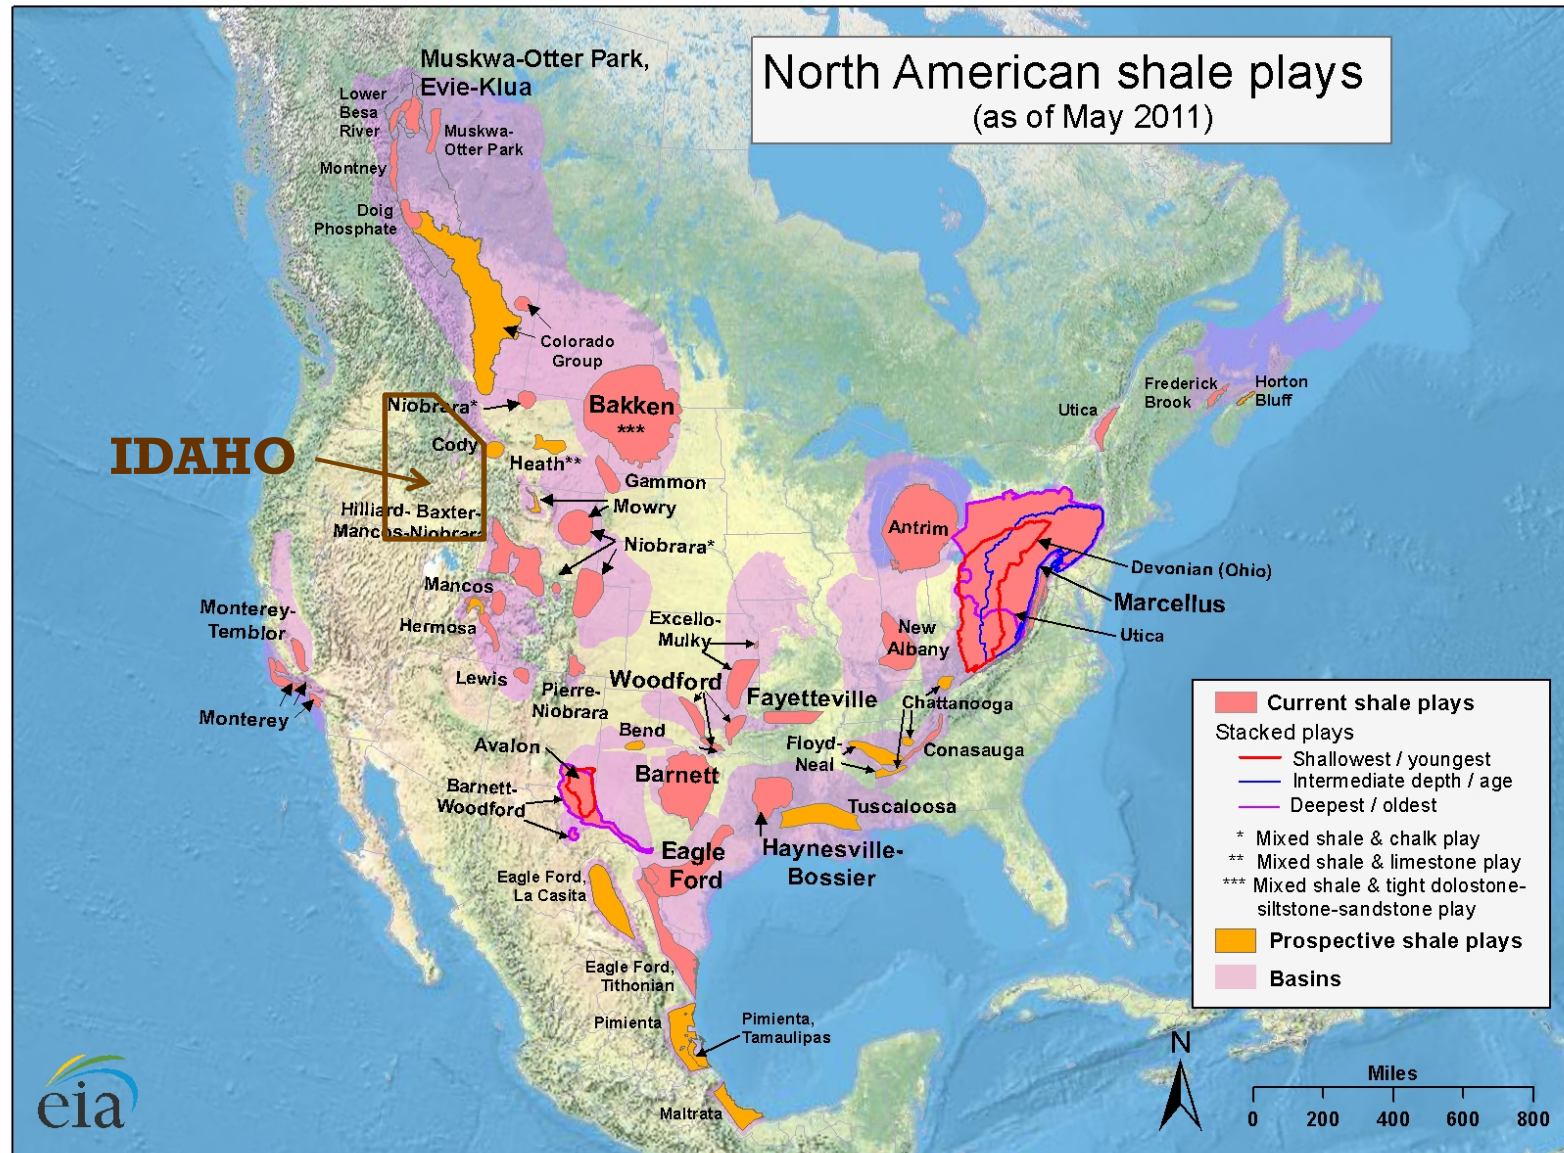 North American shale plays
(as of May 2011)
Muskwa-Otter Park,
Evie-Klua
Lower
Besa
River
Muskwa-
Otter Park
Montney
Doig
Phosphate
Colorado
Group
Niobrara*
Bakken
***
Cody
Heath**
IDAHO
Gammon
Hilliard- Baxter-
Mancos-Niobrara
Mowry
Niobrara*
Antrim
Frederick
Brook
Horton
Bluff
Utica
Devonian (Ohio)
Marcellus
Utica
Mancos
Monterey-
Temblor
Hermosa
Excello-
Mulky
New
Albany
Lewis
Pierre-
Niobrara
Woodford
Fayetteville
Chattanooga
Monterey
Bend
Floyd-
Neal
Conasauga
Avalon
Barnett
Barnett-
Woodford
Tuscaloosa
Eagle
Ford
Haynesville-
Bossier
Eagle Ford,
La Casita
Eagle Ford,
Tithonian
Pimienta
Pimienta,
Tamaulipas
Maltrata
Current shale plays
Stacked plays
Shallowest / youngest
Intermediate depth / age
Deepest / oldest
* Mixed shale & chalk play
** Mixed shale & limestone play
*** Mixed shale & tight dolostone-
siltstone-sandstone play
Prospective shale plays
Basins
N
Miles
0 200 400 600 800
eia